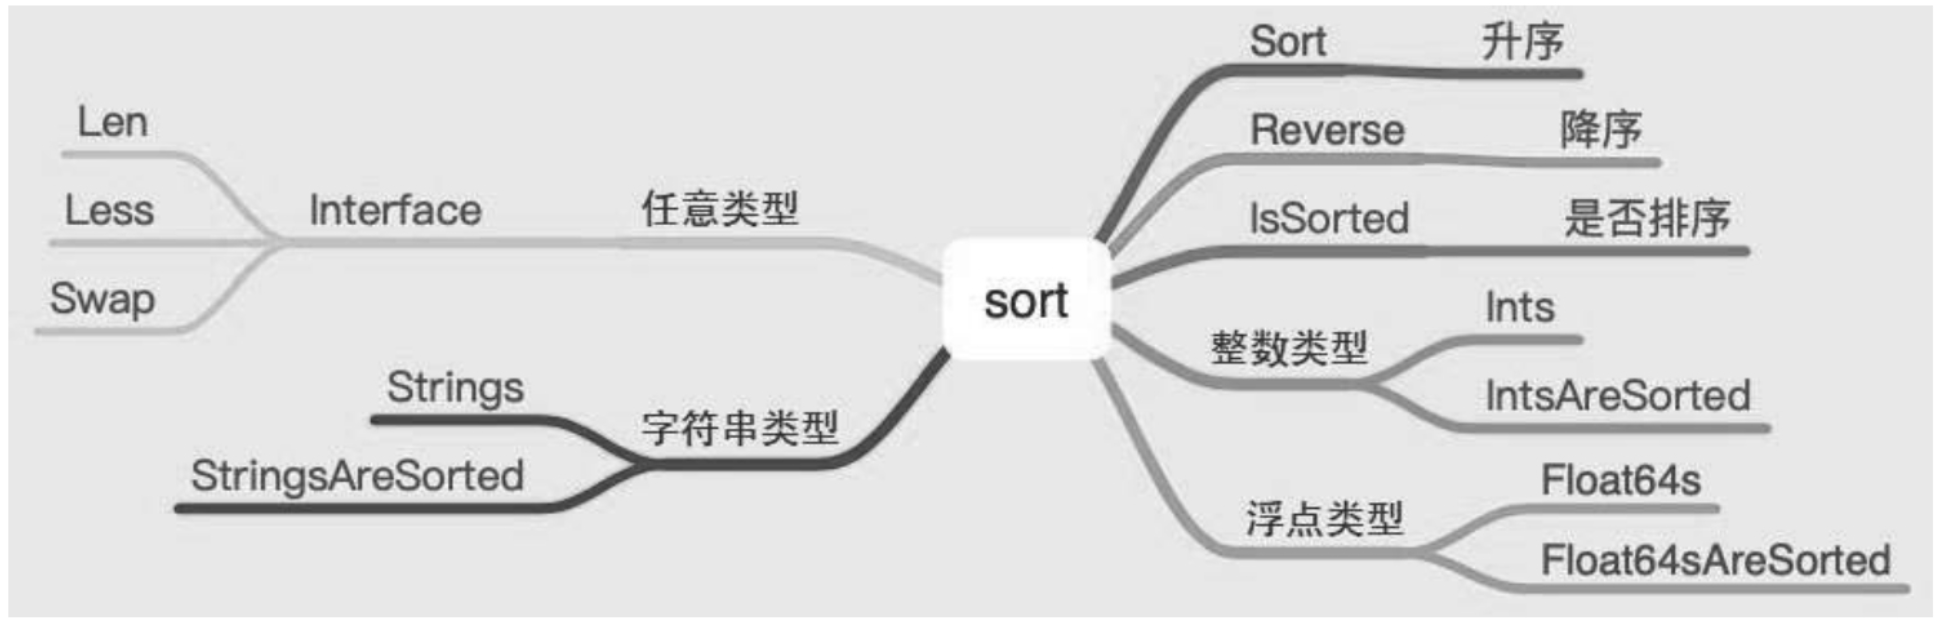 sort
Sort 升序
Reverse 降序
IsSorted 是否排序
整数类型
Ints
IntsAreSorted
浮点类型
Float64s
Float64sAreSorted
任意类型
Interface
Len
Less
Swap
字符串类型
Strings
StringsAreSorted